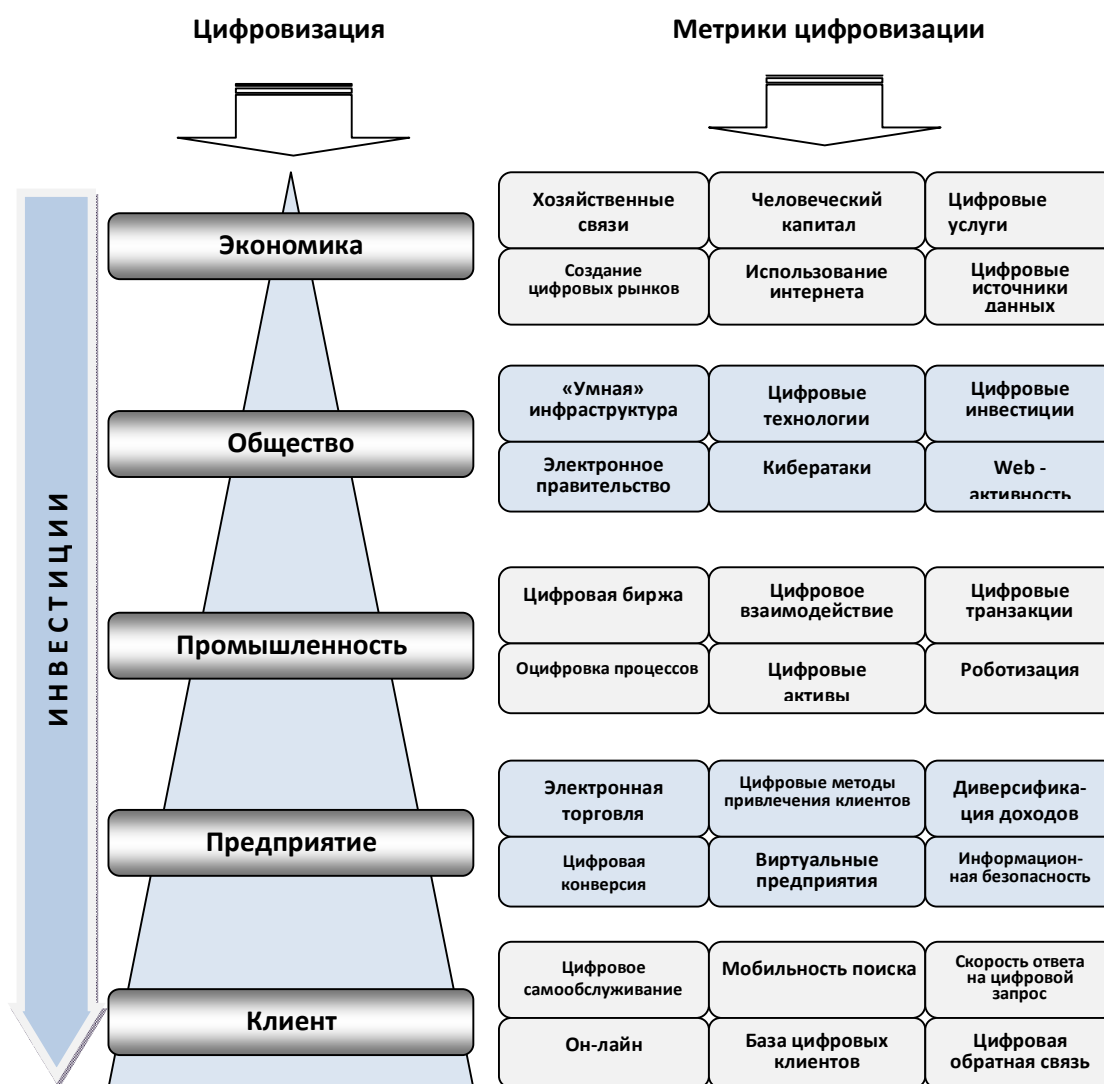 Цифровизация
Метрики цифровизации
ИНВЕСТИЦИИ
Экономика
Хозяйственные
связи
Человеческий
капитал
Цифровые
услуги
Создание
цифровых рынков
Использование
интернета
Цифровые
источники
данных
Общество
«Умная»
инфраструктура
Цифровые
технологии
Цифровые
инвестиции
Электронное
правительство
Кибератаки
Web -
активность
Промышленность
Цифровая биржа
Цифровое
взаимодействие
Цифровые
транзакции
Оцифровка процессов
Цифровые
активы
Роботизация
Предприятие
Электронная
торговля
Цифровые методы
привлечения клиентов
Диверсифика-
ция доходов
Цифровая
конверсия
Виртуальные
предприятия
Информацион-
ная безопасность
Клиент
Цифровое
самообслуживание
Мобильность поиска
Скорость ответа
на цифровой
запрос
Он-лайн
База цифровых
клиентов
Цифровая
обратная связь